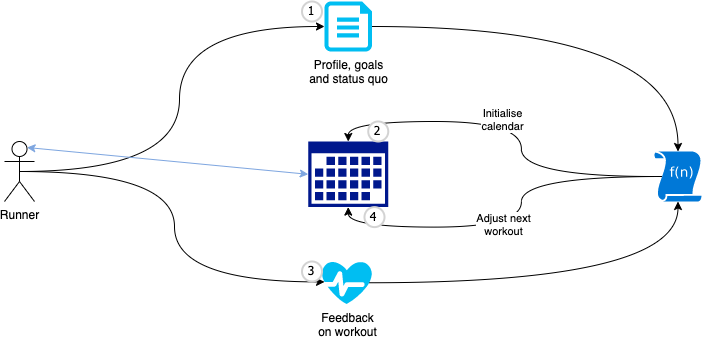 1
Profile, goals
and status quo
Initialise
calendar
2
f(n)
Runner
4
Adjust next
workout
3
Feedback
on workout